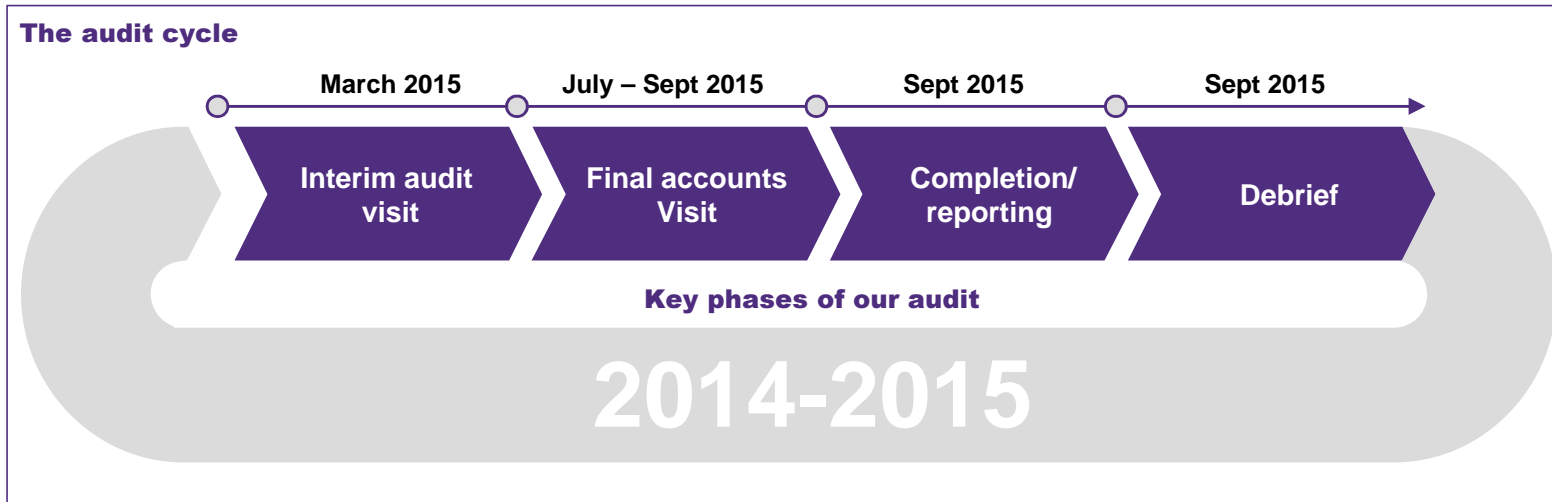 The audit cycle
March 2015
July – Sept 2015
Sept 2015
Sept 2015
Interim audit
visit
Final accounts
Visit
Completion/
reporting
Debrief
Key phases of our audit
2014-2015